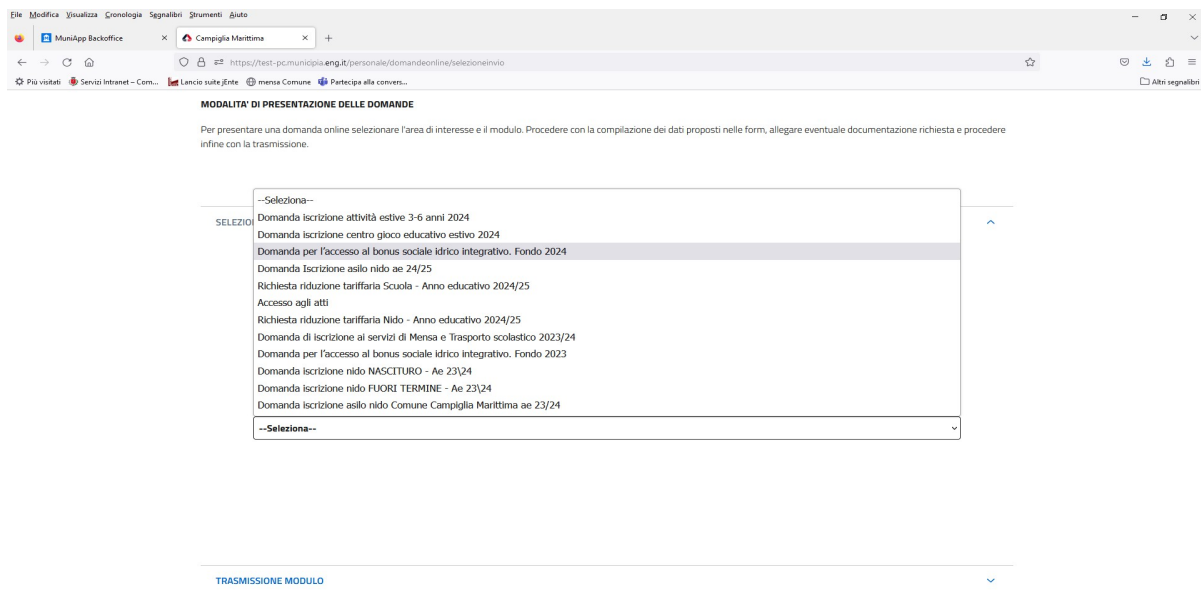 File Modifica Visualizza Cronologia Segnalibri Strumenti Aiuto
MuniApp Backoffice
Campiglia Marittima
https://test-pc.municipia.eng.it/personale/domandeonline/selezioneinvio
Più visitati Servizi Intranet – Com... Lancio suite jEnte mensa Comune Partecipa alla convers... Altri segnalibri
MODALITA' DI PRESENTAZIONE DELLE DOMANDE
Per presentare una domanda online selezionare l'area di interesse e il modulo. Procedere con la compilazione dei dati proposti nelle form, allegare eventuale documentazione richiesta e procedere
infine con la trasmissione.
SELEZIO
--Seleziona--
Domanda iscrizione attività estive 3-6 anni 2024
Domanda iscrizione centro gioco educativo estivo 2024
Domanda per l'accesso al bonus sociale idrico integrativo. Fondo 2024
Domanda Iscrizione asilo nido ae 24/25
Richiesta riduzione tariffaria Scuola - Anno educativo 2024/25
Accesso agli atti
Richiesta riduzione tariffaria Nido - Anno educativo 2024/25
Domanda di iscrizione ai servizi di Mensa e Trasporto scolastico 2023/24
Domanda per l'accesso al bonus sociale idrico integrativo. Fondo 2023
Domanda iscrizione nido NASCITURO - Ae 23\24
Domanda iscrizione nido FUORI TERMINE - Ae 23\24
Domanda iscrizione asilo nido Comune Campiglia Marittima ae 23/24
--Seleziona--
TRASMISSIONE MODULO